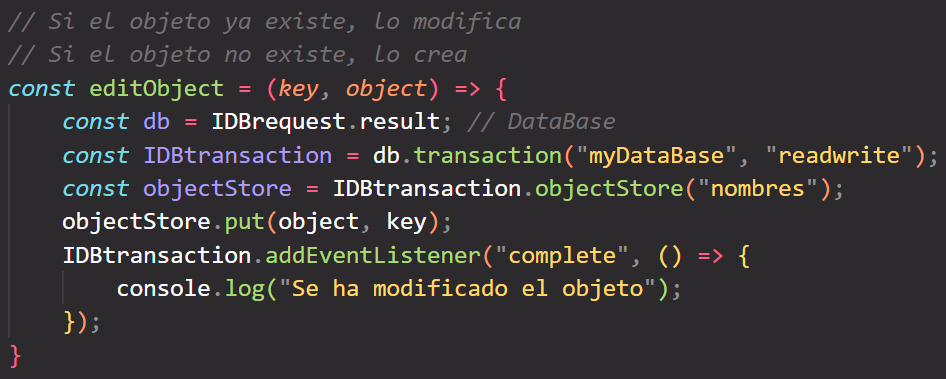 // Si el objeto ya existe, lo modifica
// Si el objeto no existe, lo crea
const editObject = (key, object) => {
    const db = IDBrequest.result; // DataBase
    const IDBtransaction = db.transaction("myDataBase", "readwrite");
    const objectStore = IDBtransaction.objectStore("nombres");
    objectStore.put(object, key);
    IDBtransaction.addEventListener("complete", () => {
        console.log("Se ha modificado el objeto");
    });
}